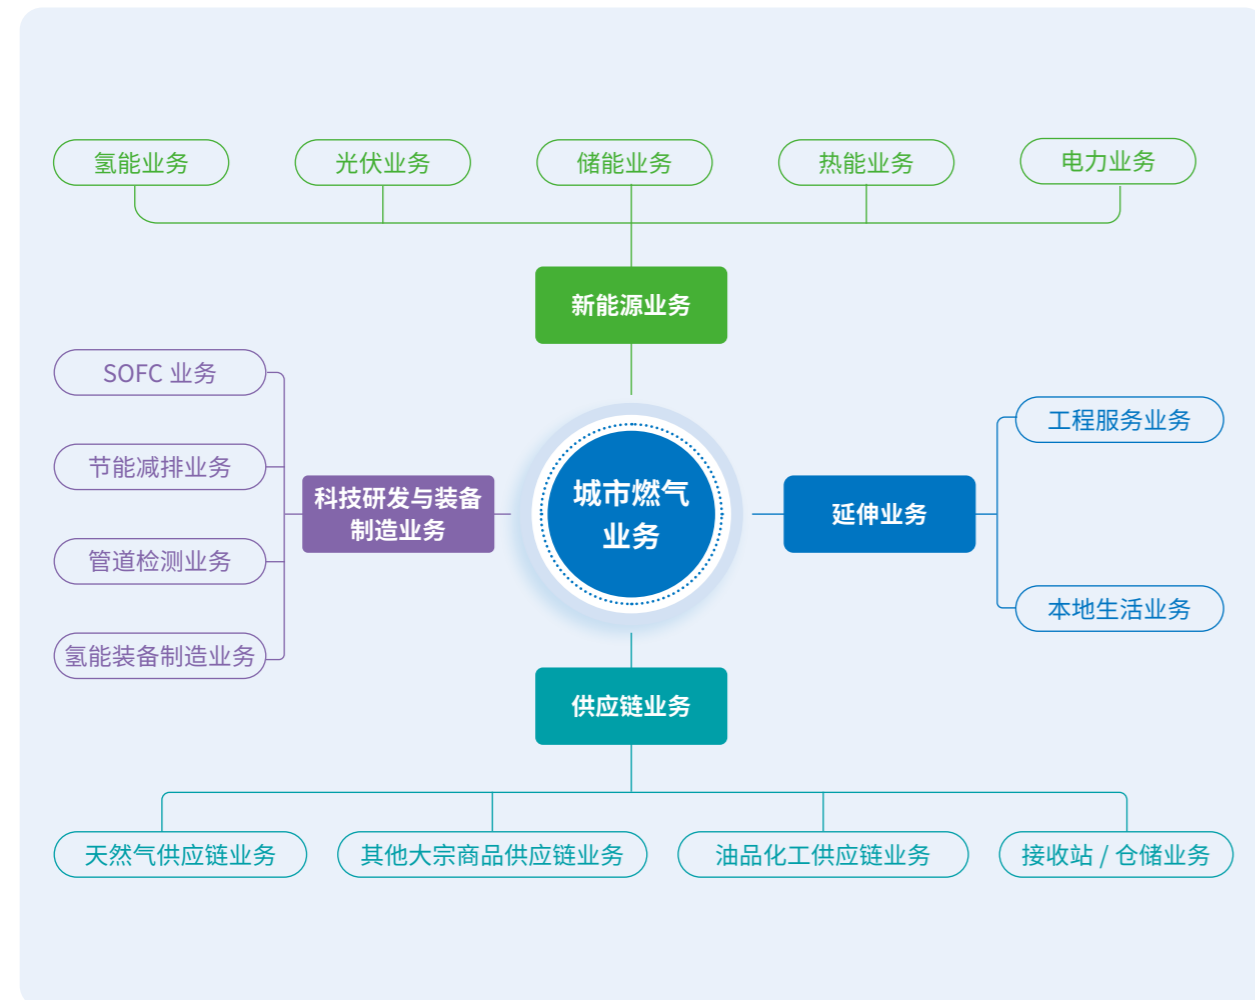 氢能业务
光伏业务
储能业务
热能业务
电力业务
新能源业务
SOFC 业务
节能减排业务
管道检测业务
氢能装备制造业务
科技研发与装备
制造业务
城市燃气
业务
延伸业务
工程服务业务
本地生活业务
供应链业务
天然气供应链业务
其他大宗商品供应链业务
油品化工供应链业务
接收站 / 仓储业务